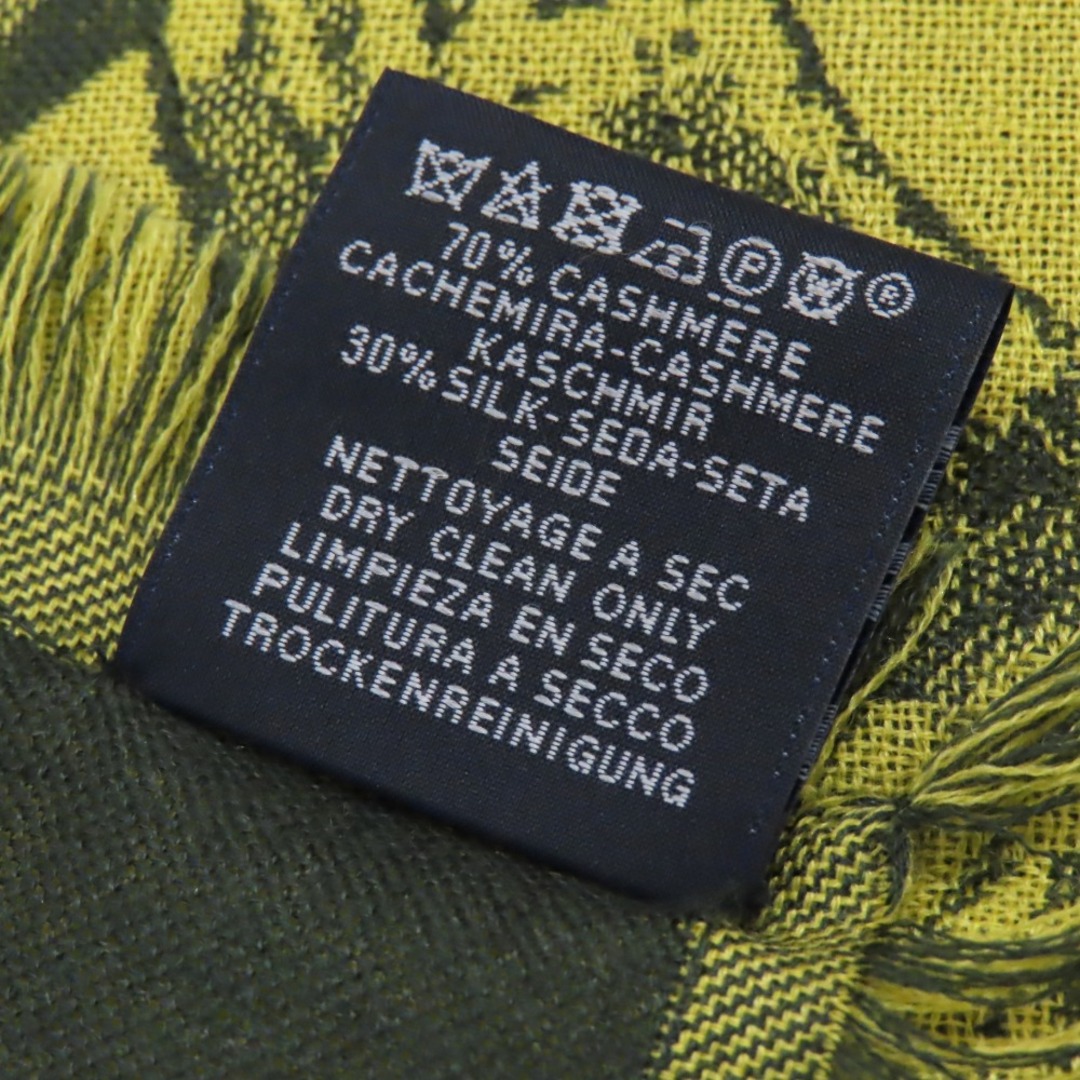 P W ®
70% CASHMERE
CACHEMIRA-CASHMERE
KASCHMIR
30% SILK-SEDA-SETA
SEIDE
NETTOYAGE A SEC
DRY CLEAN ONLY
LIMPIEZA EN SECO
PULITURA A SECCO
TROCKENREINIGUNG